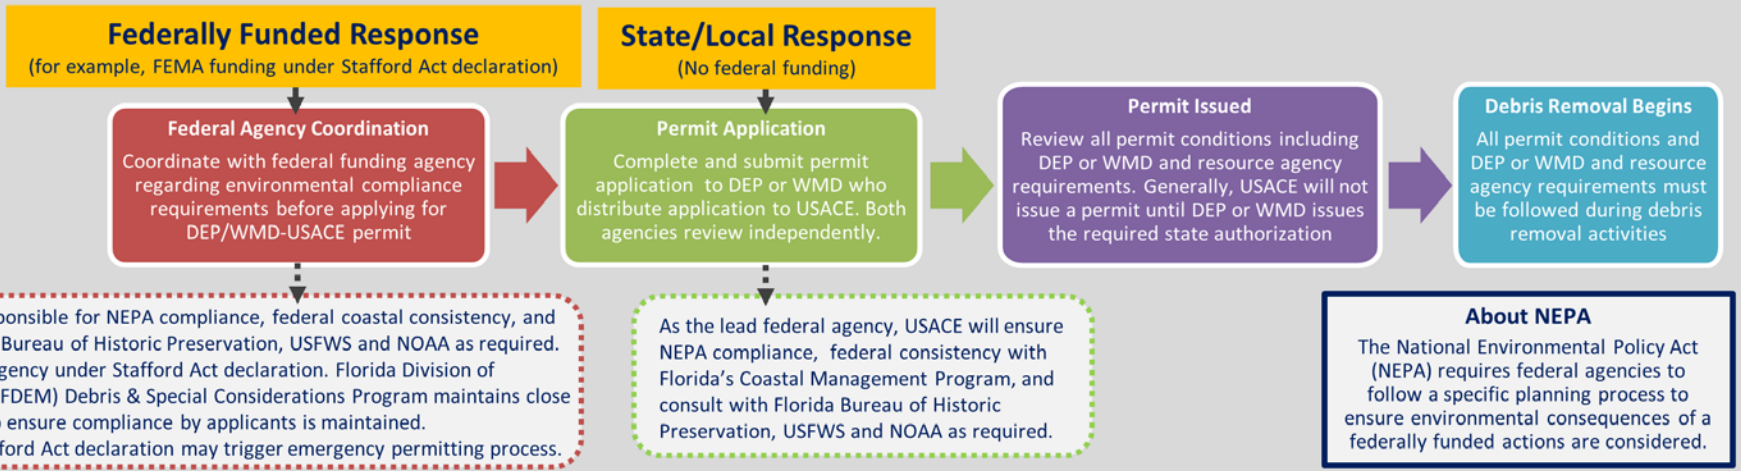 Federally Funded Response
(for example, FEMA funding under Stafford Act declaration)
State/Local Response
(No federal funding)
Federal Agency Coordination
Coordinate with federal funding agency
regarding environmental compliance
requirements before applying for
DEP/WMD-USACE permit
Permit Application
Complete and submit permit
application to DEP or WMD who
distribute application to USACE. Both
agencies review independently.
Permit Issued
Review all permit conditions including
DEP or WMD and resource agency
requirements. Generally, USACE will not
issue a permit until DEP or WMD issues
the required state authorization
Debris Removal Begins
All permit conditions and
DEP or WMD and resource
agency requirements must
be followed during debris
removal activities
for NEPA compliance, federal coastal consistency, and
Bureau of Historic Preservation, USFWS and NOAA as required.
under Stafford Act declaration. Florida Division of
FDEM) Debris & Special Considerations Program maintains close
ensure compliance by applicants is maintained.
Act declaration may trigger emergency permitting process.
As the lead federal agency, USACE will ensure
NEPA compliance, federal consistency with
Florida's Coastal Management Program, and
consult with Florida Bureau of Historic
Preservation, USFWS and NOAA as required.
About NEPA
The National Environmental Policy Act
(NEPA) requires federal agencies to
follow a specific planning process to
ensure environmental consequences of a
federally funded actions are considered.